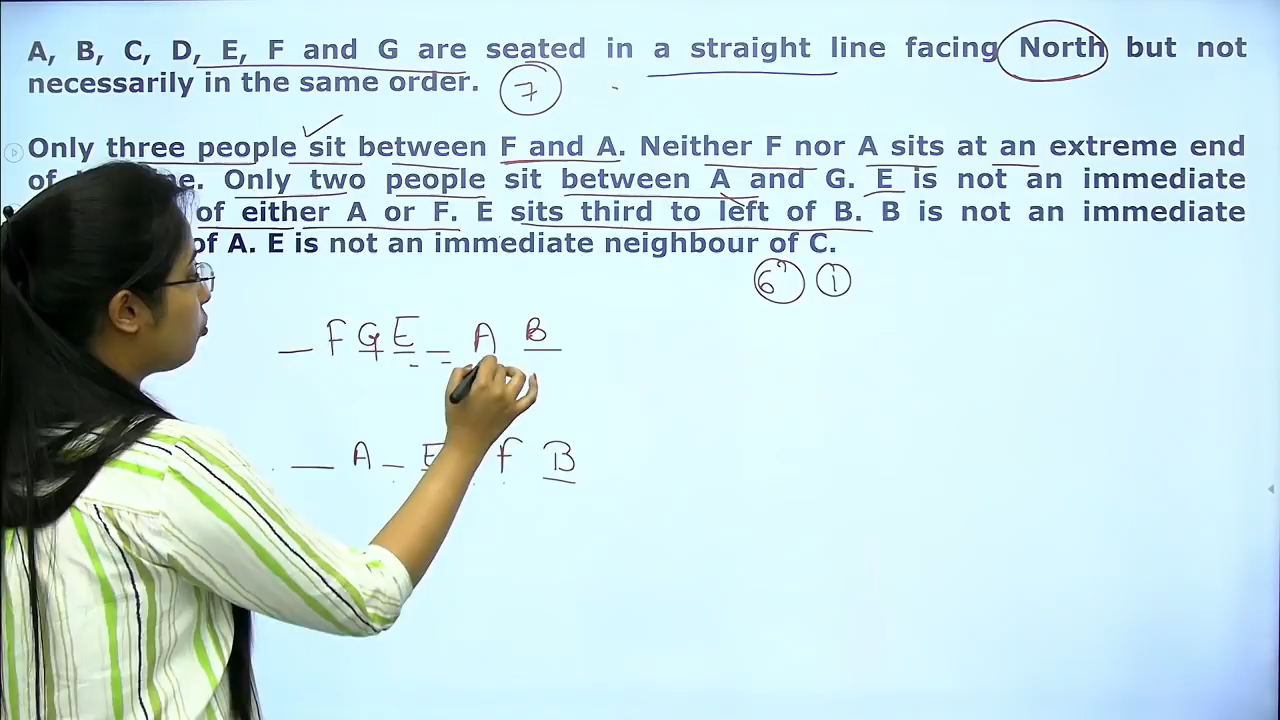 A, B, C, D, E, F and G are seated in a straight line facing North but not
necessarily in the same order. 7
Only three people sit between F and A. Neither F nor A sits at an extreme end
of Only two people sit between A and G. E is not an immediate
of either A or F. E sits third to left of B. B is not an immediate
of A. E is not an immediate neighbour of C.
6 1
_ F G E _ A B
_ A _ E F B